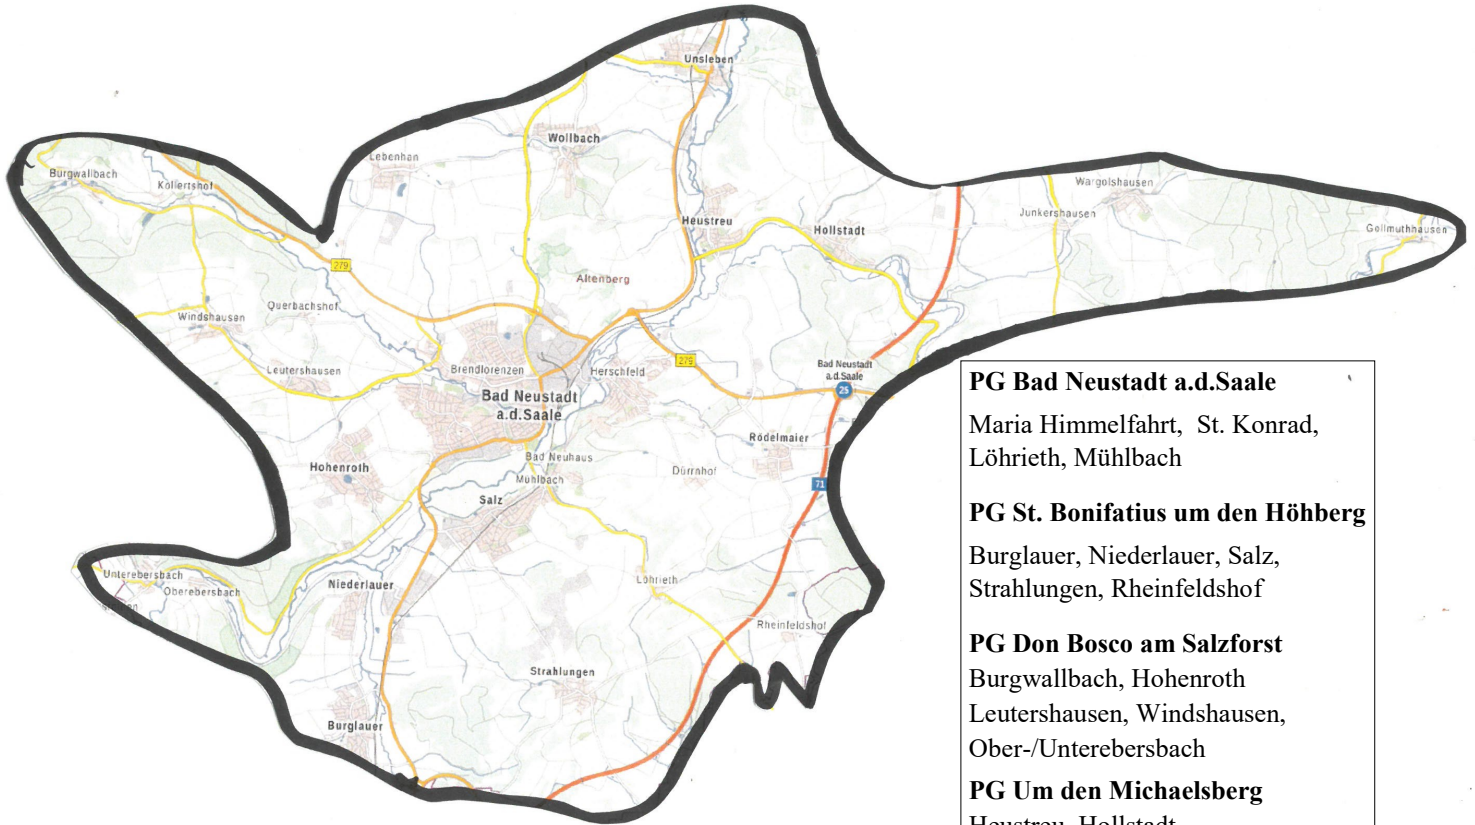 Unsleben
Wollbach
Lebenhan
Burgwallbach
Kollertshof
Wargolshausen
Junkershausen
Heustreu
Hollstadt
Gollmuthhausen
279
Altenberg
Querbachshof
Windshausen
Leutershausen
Brendlorenzen
Herschfeld
279
Bad Neustadt
a.d.Saale
25
Bad Neustadt
a.d.Saale
Rödelmaier
Bad Neuhaus
Hohenroth
Mühlbach
Dürrnhof
71
Salz
Unterebersbach
Oberebersbach
Niederlauer
Löhrieth
Rheinfeldshof
Strahlungen
Burglauer
PG Bad Neustadt a.d.Saale
Maria Himmelfahrt, St. Konrad,
Löhrieth, Mühlbach
PG St. Bonifatius um den Höhberg
Burglauer, Niederlauer, Salz,
Strahlungen, Rheinfeldshof
PG Don Bosco am Salzforst
Burgwallbach, Hohenroth
Leutershausen, Windshausen,
Ober-/Unterebersbach
PG Um den Michaelsberg
Heustreu, Hollstadt